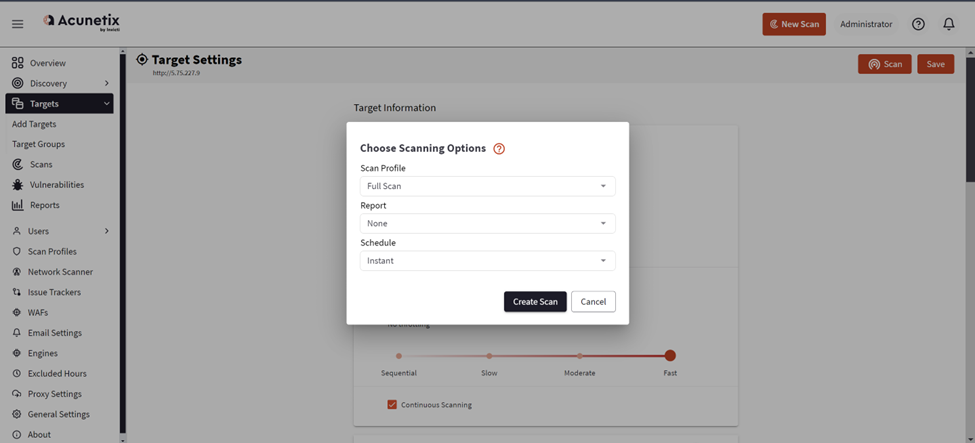 Acunetix
by Invicti
New Scan
Administrator
Target Settings
http://5.75.227.9
Scan
Save
Overview
Discovery
Targets
Add Targets
Target Groups
Scans
Vulnerabilities
Reports
Users
Scan Profiles
Network Scanner
Issue Trackers
WAFs
Email Settings
Engines
Excluded Hours
Proxy Settings
General Settings
About
Target Information
Choose Scanning Options
Scan Profile
Full Scan
Report
None
Schedule
Instant
Create Scan
Cancel
No throttling
Sequential
Slow
Moderate
Fast
Continuous Scanning